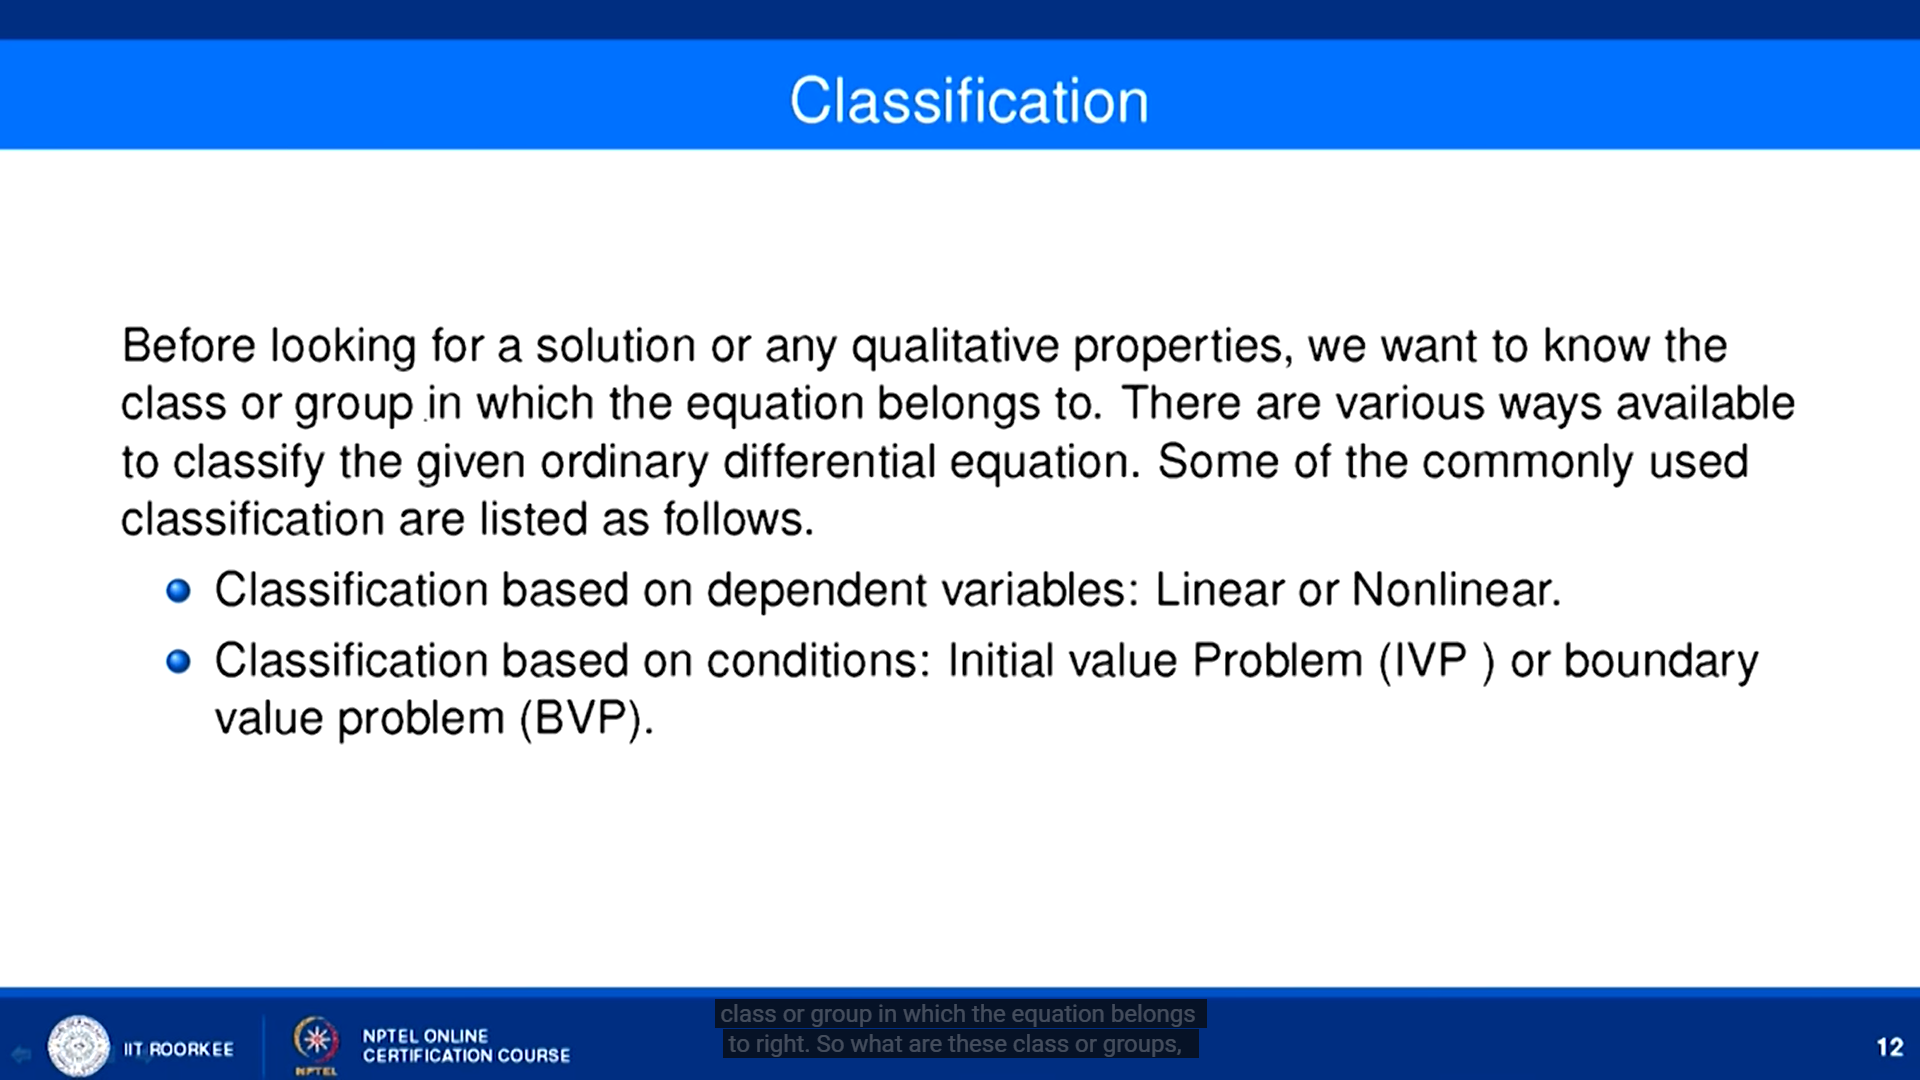 Classification
Before looking for a solution or any qualitative properties, we want to know the
class or group in which the equation belongs to. There are various ways available
to classify the given ordinary differential equation. Some of the commonly used
classification are listed as follows.
Classification based on dependent variables: Linear or Nonlinear.
Classification based on conditions: Initial value Problem (IVP ) or boundary
value problem (BVP).
class or group in which the equation belongs
to right. So what are these class or groups,
IIT ROORKEE
NPTEL
NPTEL ONLINE
CERTIFICATION COURSE
12